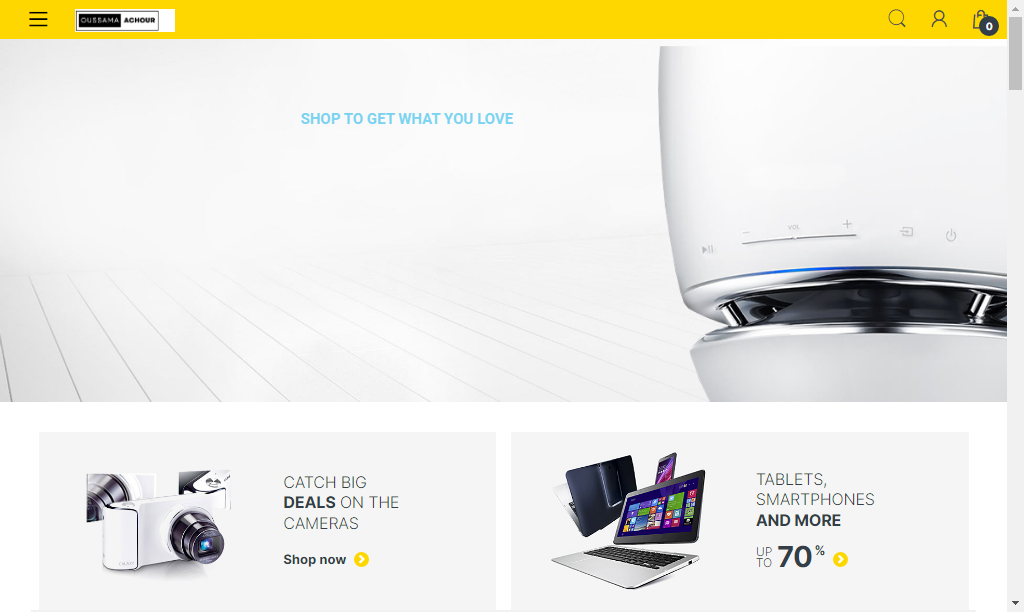 OUSSAMA ACHOUR
0
SHOP TO GET WHAT YOU LOVE
VOL
CATCH BIG
DEALS ON THE
CAMERAS
Shop now
TABLETS,
SMARTPHONES
AND MORE
UP TO 70%